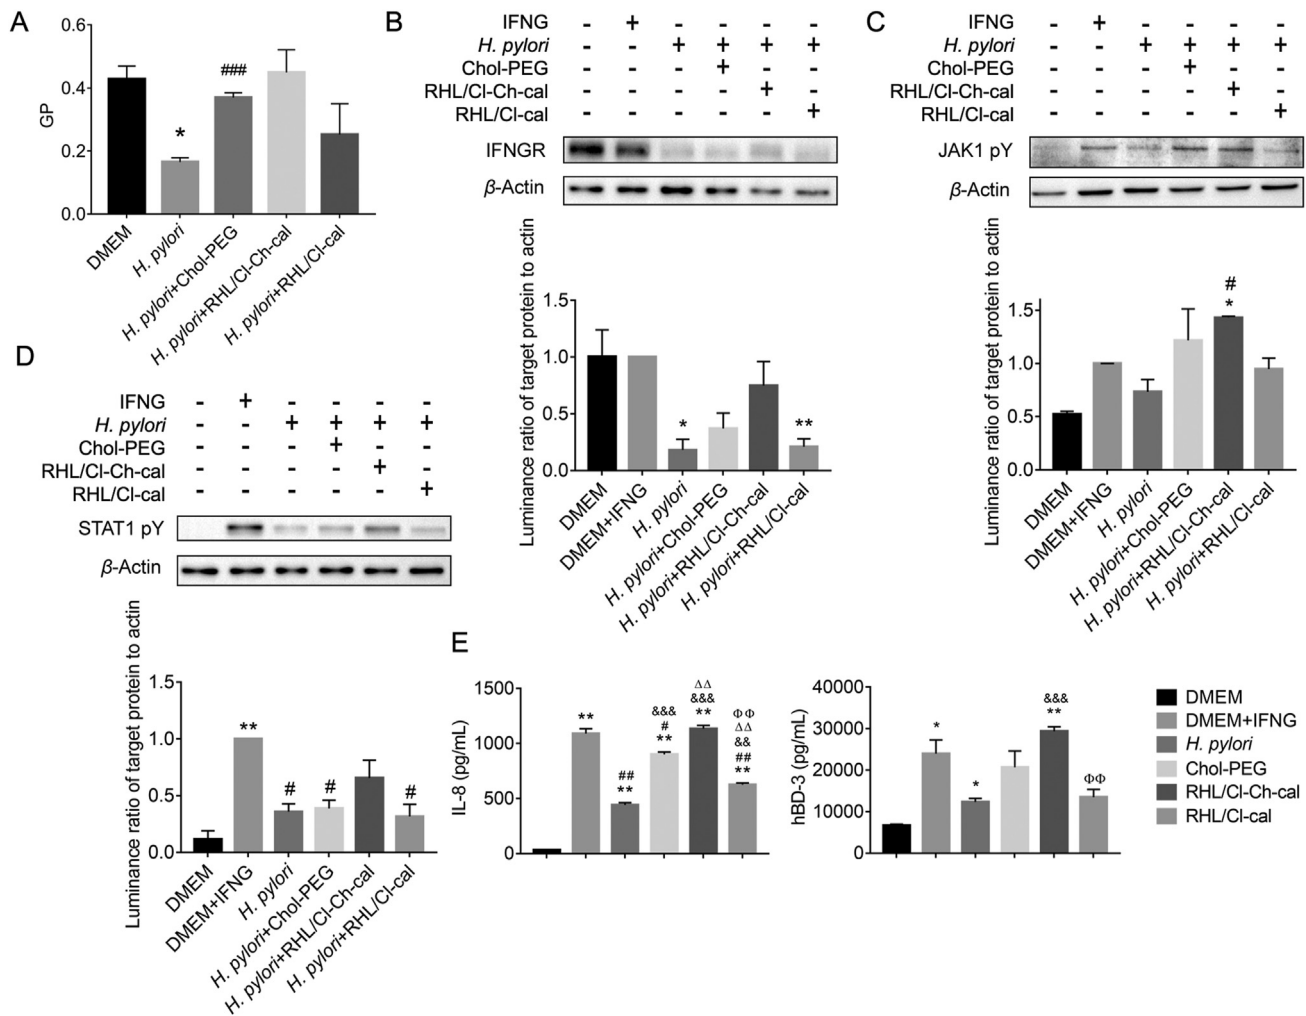 A
0.6
0.4
0.2
0.0
GP
*
###
DMEM
H. pylori
H. pylori+Chol-PEG
H. pylori+RHL/Cl-Ch-cal
H. pylori+RHL/Cl-cal
B
IFNG - + - - - -
H. pylori - - + + + +
Chol-PEG - - - + - -
RHL/Cl-Ch-cal - - - - + -
RHL/Cl-cal - - - - - +
IFNGR
β-Actin
Luminance ratio of target protein to actin
1.5
1.0
0.5
0.0
*
**
DMEM
DMEM+IFNG
H. pylori
H. pylori+Chol-PEG
H. pylori+RHL/Cl-Ch-cal
H. pylori+RHL/Cl-cal
C
IFNG - + - - - -
H. pylori - - + + + +
Chol-PEG - - - + - -
RHL/Cl-Ch-cal - - - - + -
RHL/Cl-cal - - - - - +
JAK1 pY
β-Actin
Luminance ratio of target protein to actin
1.5
1.0
0.5
0.0
#
*
DMEM
DMEM+IFNG
H. pylori
H. pylori+Chol-PEG
H. pylori+RHL/Cl-Ch-cal
H. pylori+RHL/Cl-cal
D
IFNG - + - - - -
H. pylori - - + + + +
Chol-PEG - - - + - -
RHL/Cl-Ch-cal - - - - + -
RHL/Cl-cal - - - - - +
STAT1 pY
β-Actin
Luminance ratio of target protein to actin
1.5
1.0
0.5
0.0
**
#
#
#
DMEM
DMEM+IFNG
H. pylori
H. pylori+Chol-PEG
H. pylori+RHL/Cl-Ch-cal
H. pylori+RHL/Cl-cal
E
IL-8 (pg/mL)
1500
1000
500
0
**
##
**
&&&
#
**
ΔΔ
&&&
**
ΦΦ
ΔΔ
&&
##
**
hBD-3 (pg/mL)
40000
30000
20000
10000
0
*
*
&&&
**
ΦΦ
DMEM
DMEM+IFNG
H. pylori
Chol-PEG
RHL/Cl-Ch-cal
RHL/Cl-cal